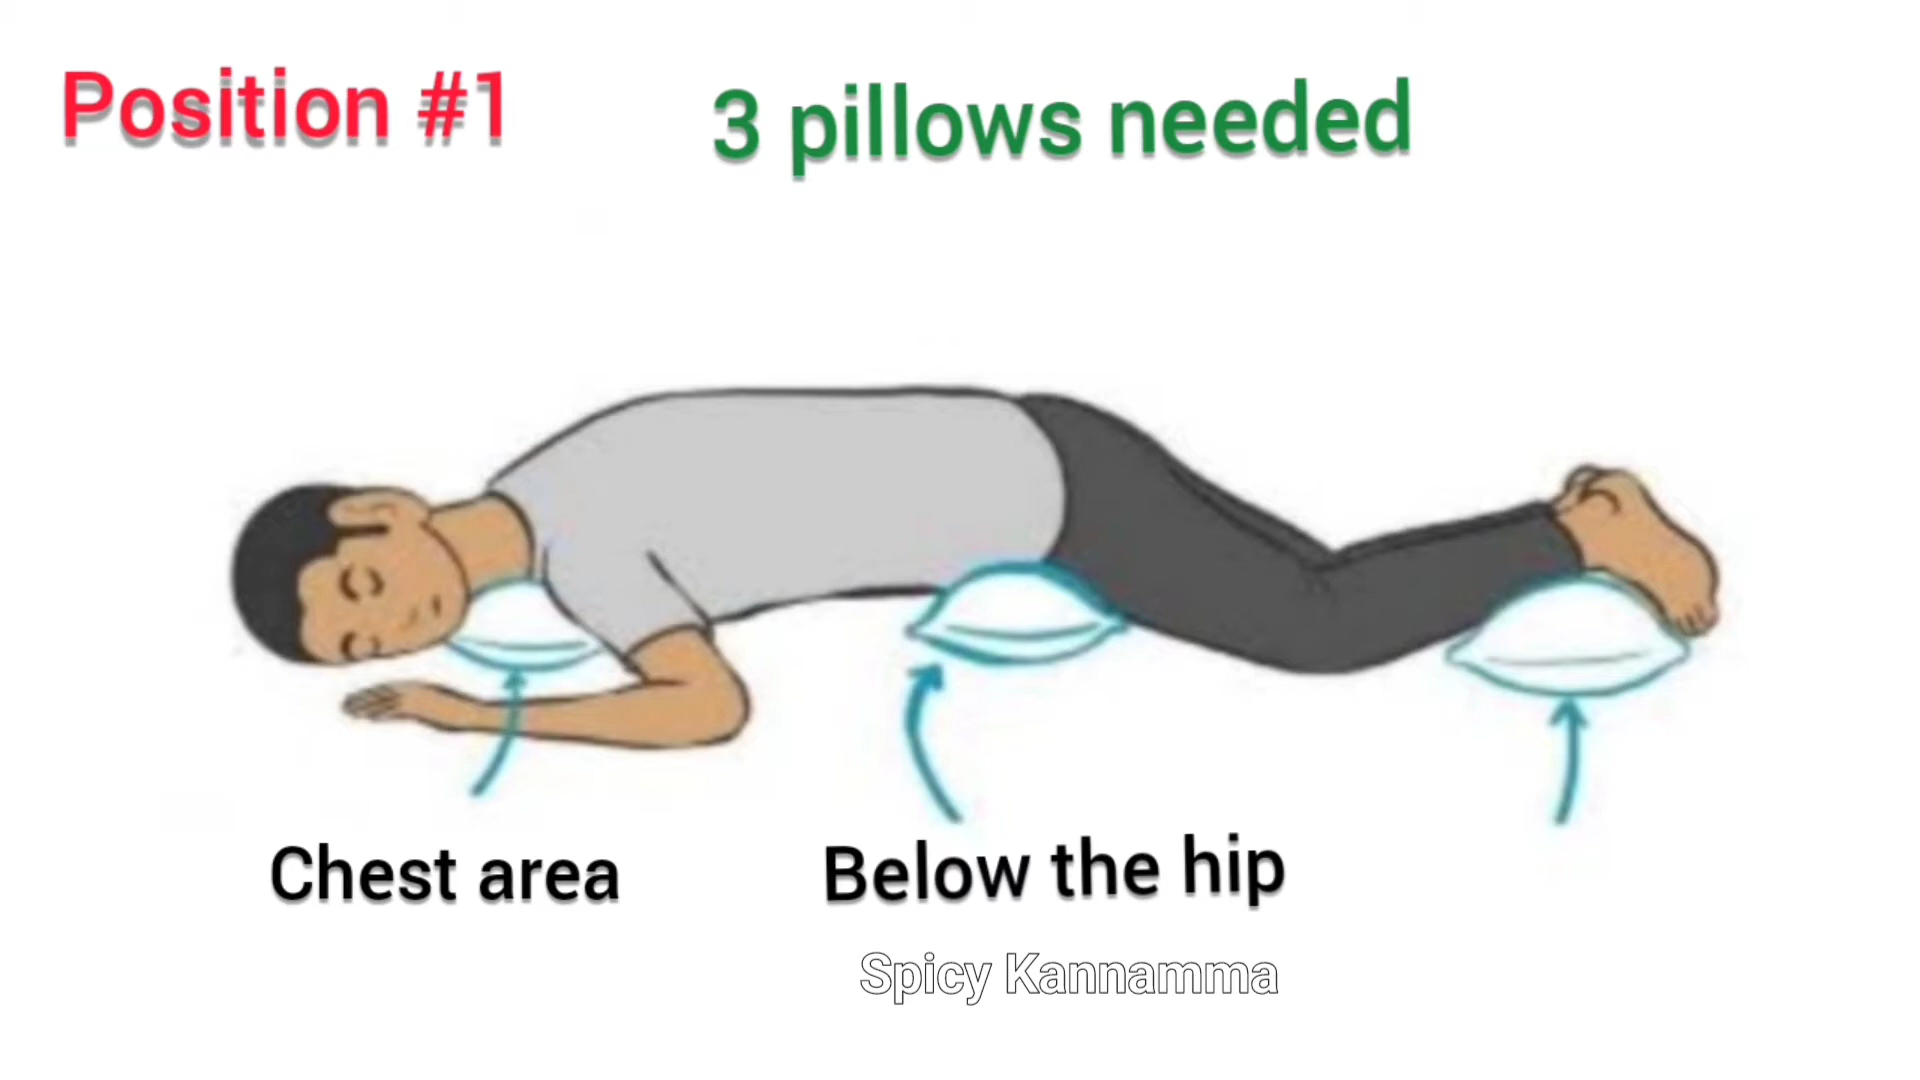 Position #1
3 pillows needed
Chest area
Below the hip
Spicy Kannamma